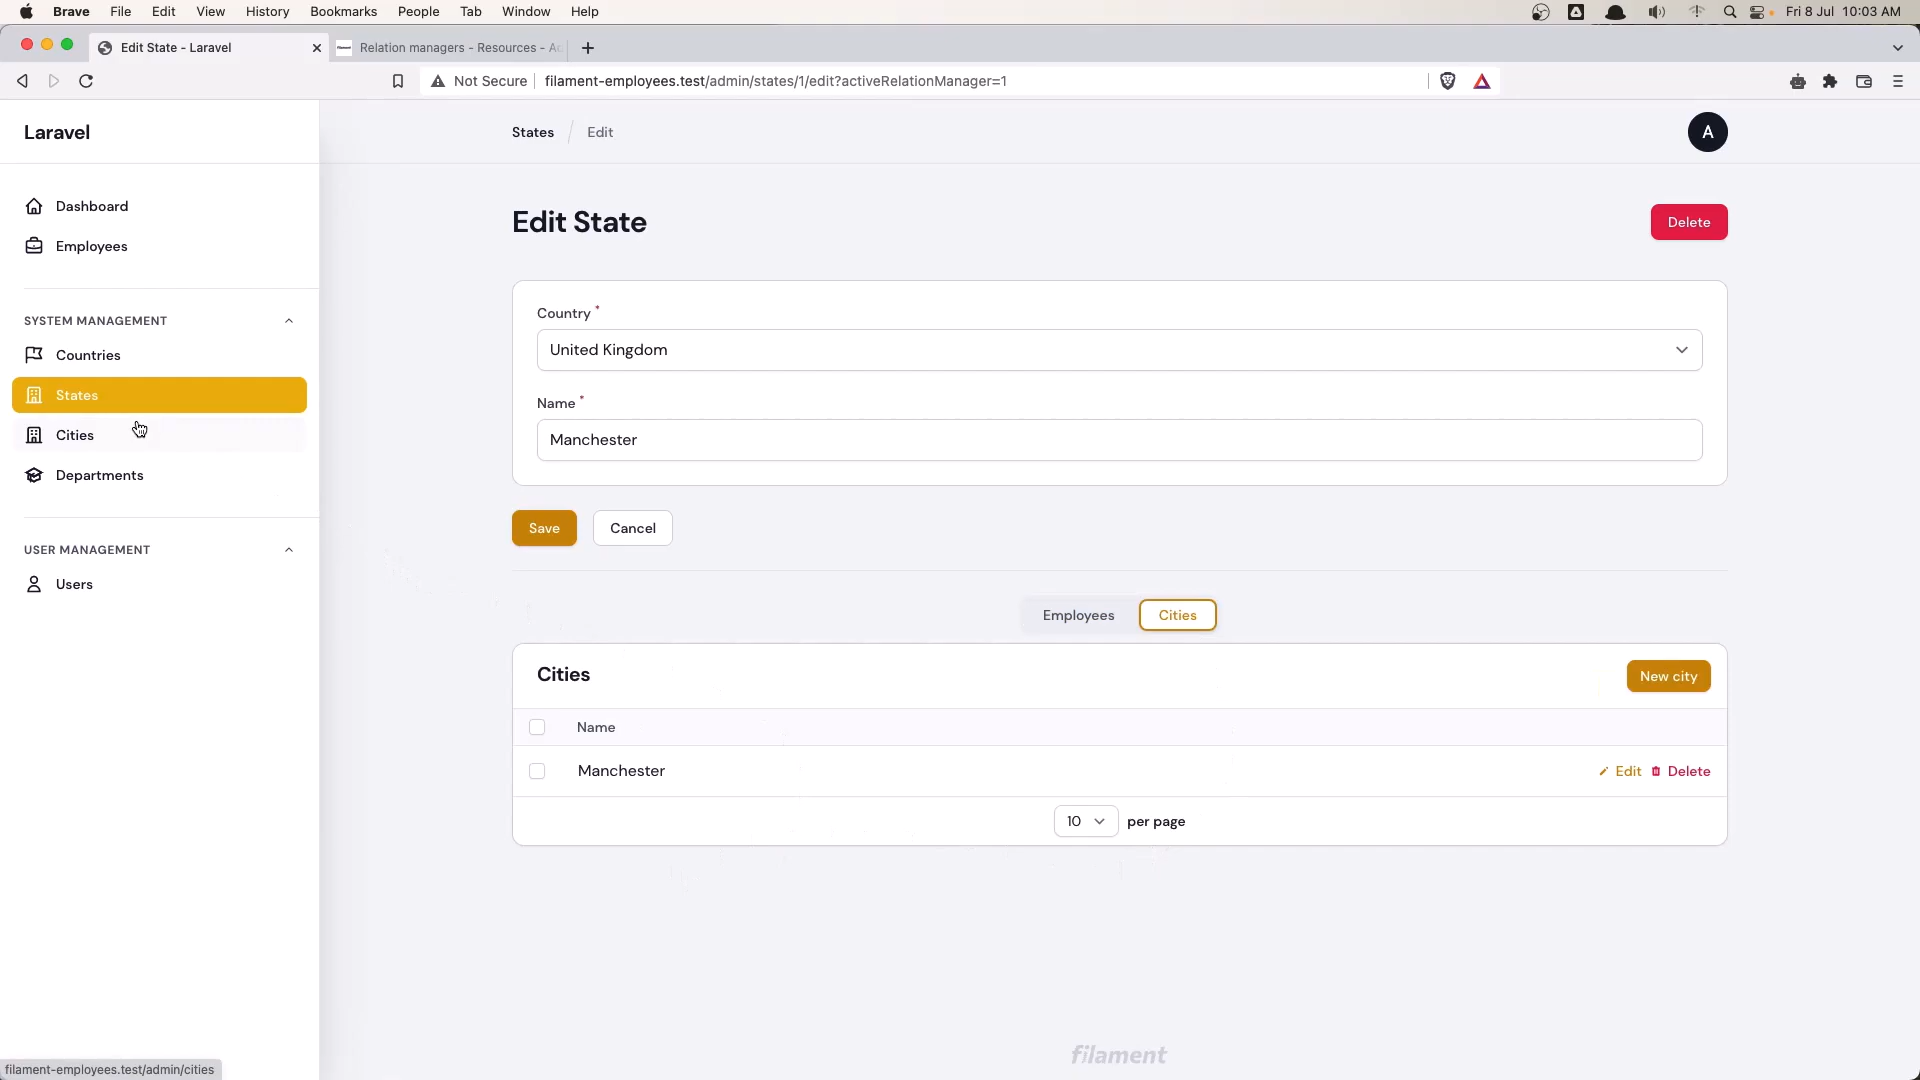 Brave File Edit View History Bookmarks People Tab Window Help Fri 8 Jul 10:03 AM
Edit State - Laravel Relation managers - Resources - Ac
Not Secure filament-employees.test/admin/states/1/edit?activeRelationManager=1
Laravel
States Edit
A
Dashboard
Employees
SYSTEM MANAGEMENT
Countries
States
Cities
Departments
USER MANAGEMENT
Users
Edit State
Delete
Country *
United Kingdom
Name *
Manchester
Save Cancel
Employees Cities
Cities
New city
Name
Manchester
Edit Delete
10 per page
filament
filament-employees.test/admin/cities